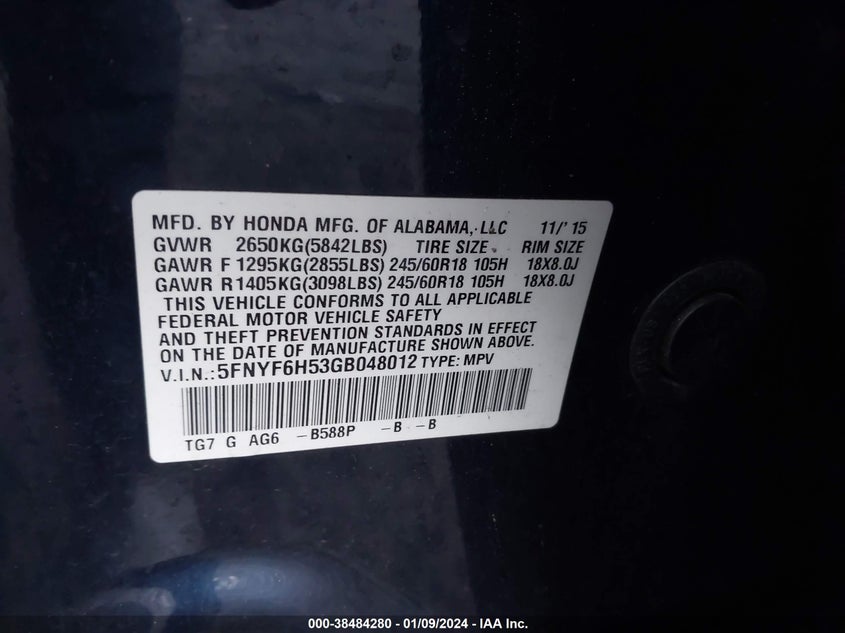 MFD. BY HONDA MFG. OF ALABAMA, LLC 11/'15
GVWR 2650KG(5842LBS) TIRE SIZE RIM SIZE
GAWR F 1295KG(2855LBS) 245/60R18 105H 18X8.0J
GAWR R 1405KG(3098LBS) 245/60R18 105H 18X8.0J
THIS VEHICLE CONFORMS TO ALL APPLICABLE
FEDERAL MOTOR VEHICLE SAFETY
AND THEFT PREVENTION STANDARDS IN EFFECT
ON THE DATE OF MANUFACTURE SHOWN ABOVE.
V.I.N.:5FNYF6H53GB048012 TYPE: MPV
TG7 G AG6 -B588P -B -B
000-38484280 - 01/09/2024 - IAA Inc.